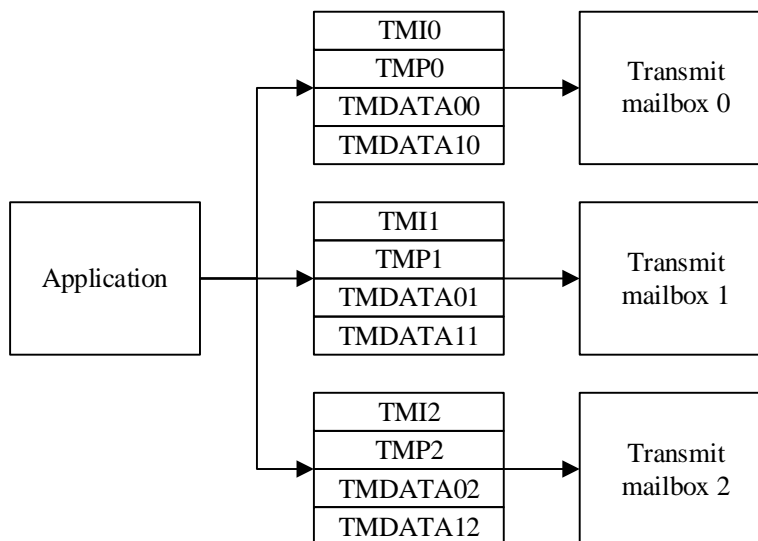 TMI0
TMP0
TMDATA00
TMDATA10
Transmit
mailbox 0
Application
TMI1
TMP1
TMDATA01
TMDATA11
Transmit
mailbox 1
TMI2
TMP2
TMDATA02
TMDATA12
Transmit
mailbox 2